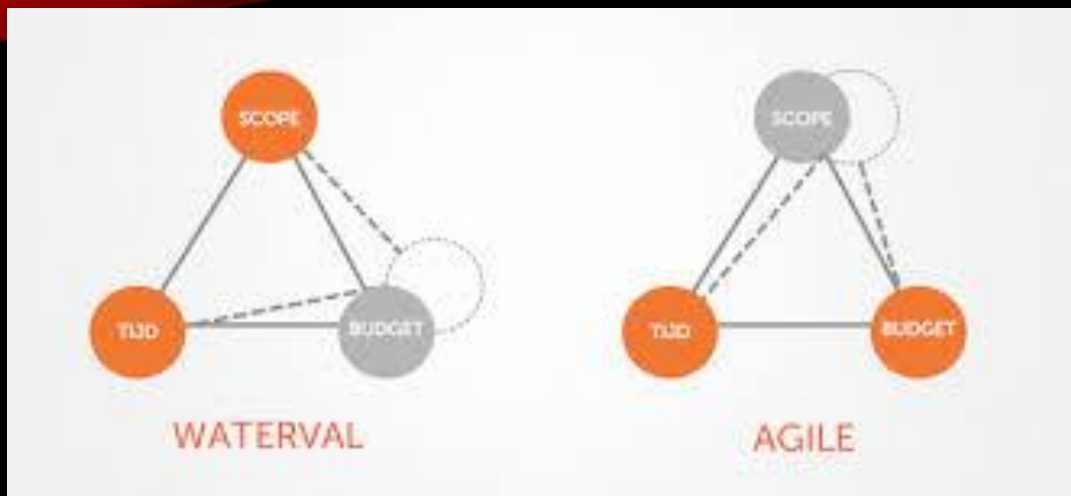 SCOPE
TIJD
BUDGET
WATERVAL
SCOPE
TIJD
BUDGET
AGILE